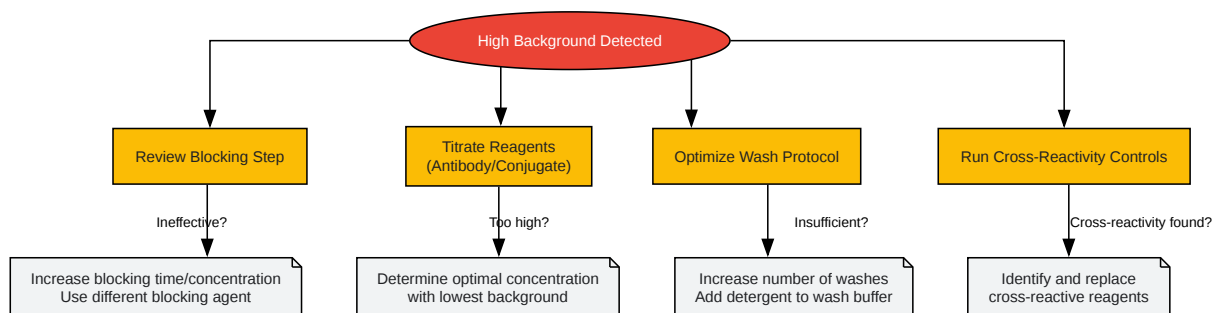 High Background Detected
Review Blocking Step
Titrate Reagents
(Antibody/Conjugate)
Optimize Wash Protocol
Run Cross-Reactivity Controls
Ineffective?
Too high?
Insufficient?
Cross-reactivity found?
Increase blocking time/concentration
Use different blocking agent
Determine optimal concentration
with lowest background
Increase number of washes
Add detergent to wash buffer
Identify and replace
cross-reactive reagents